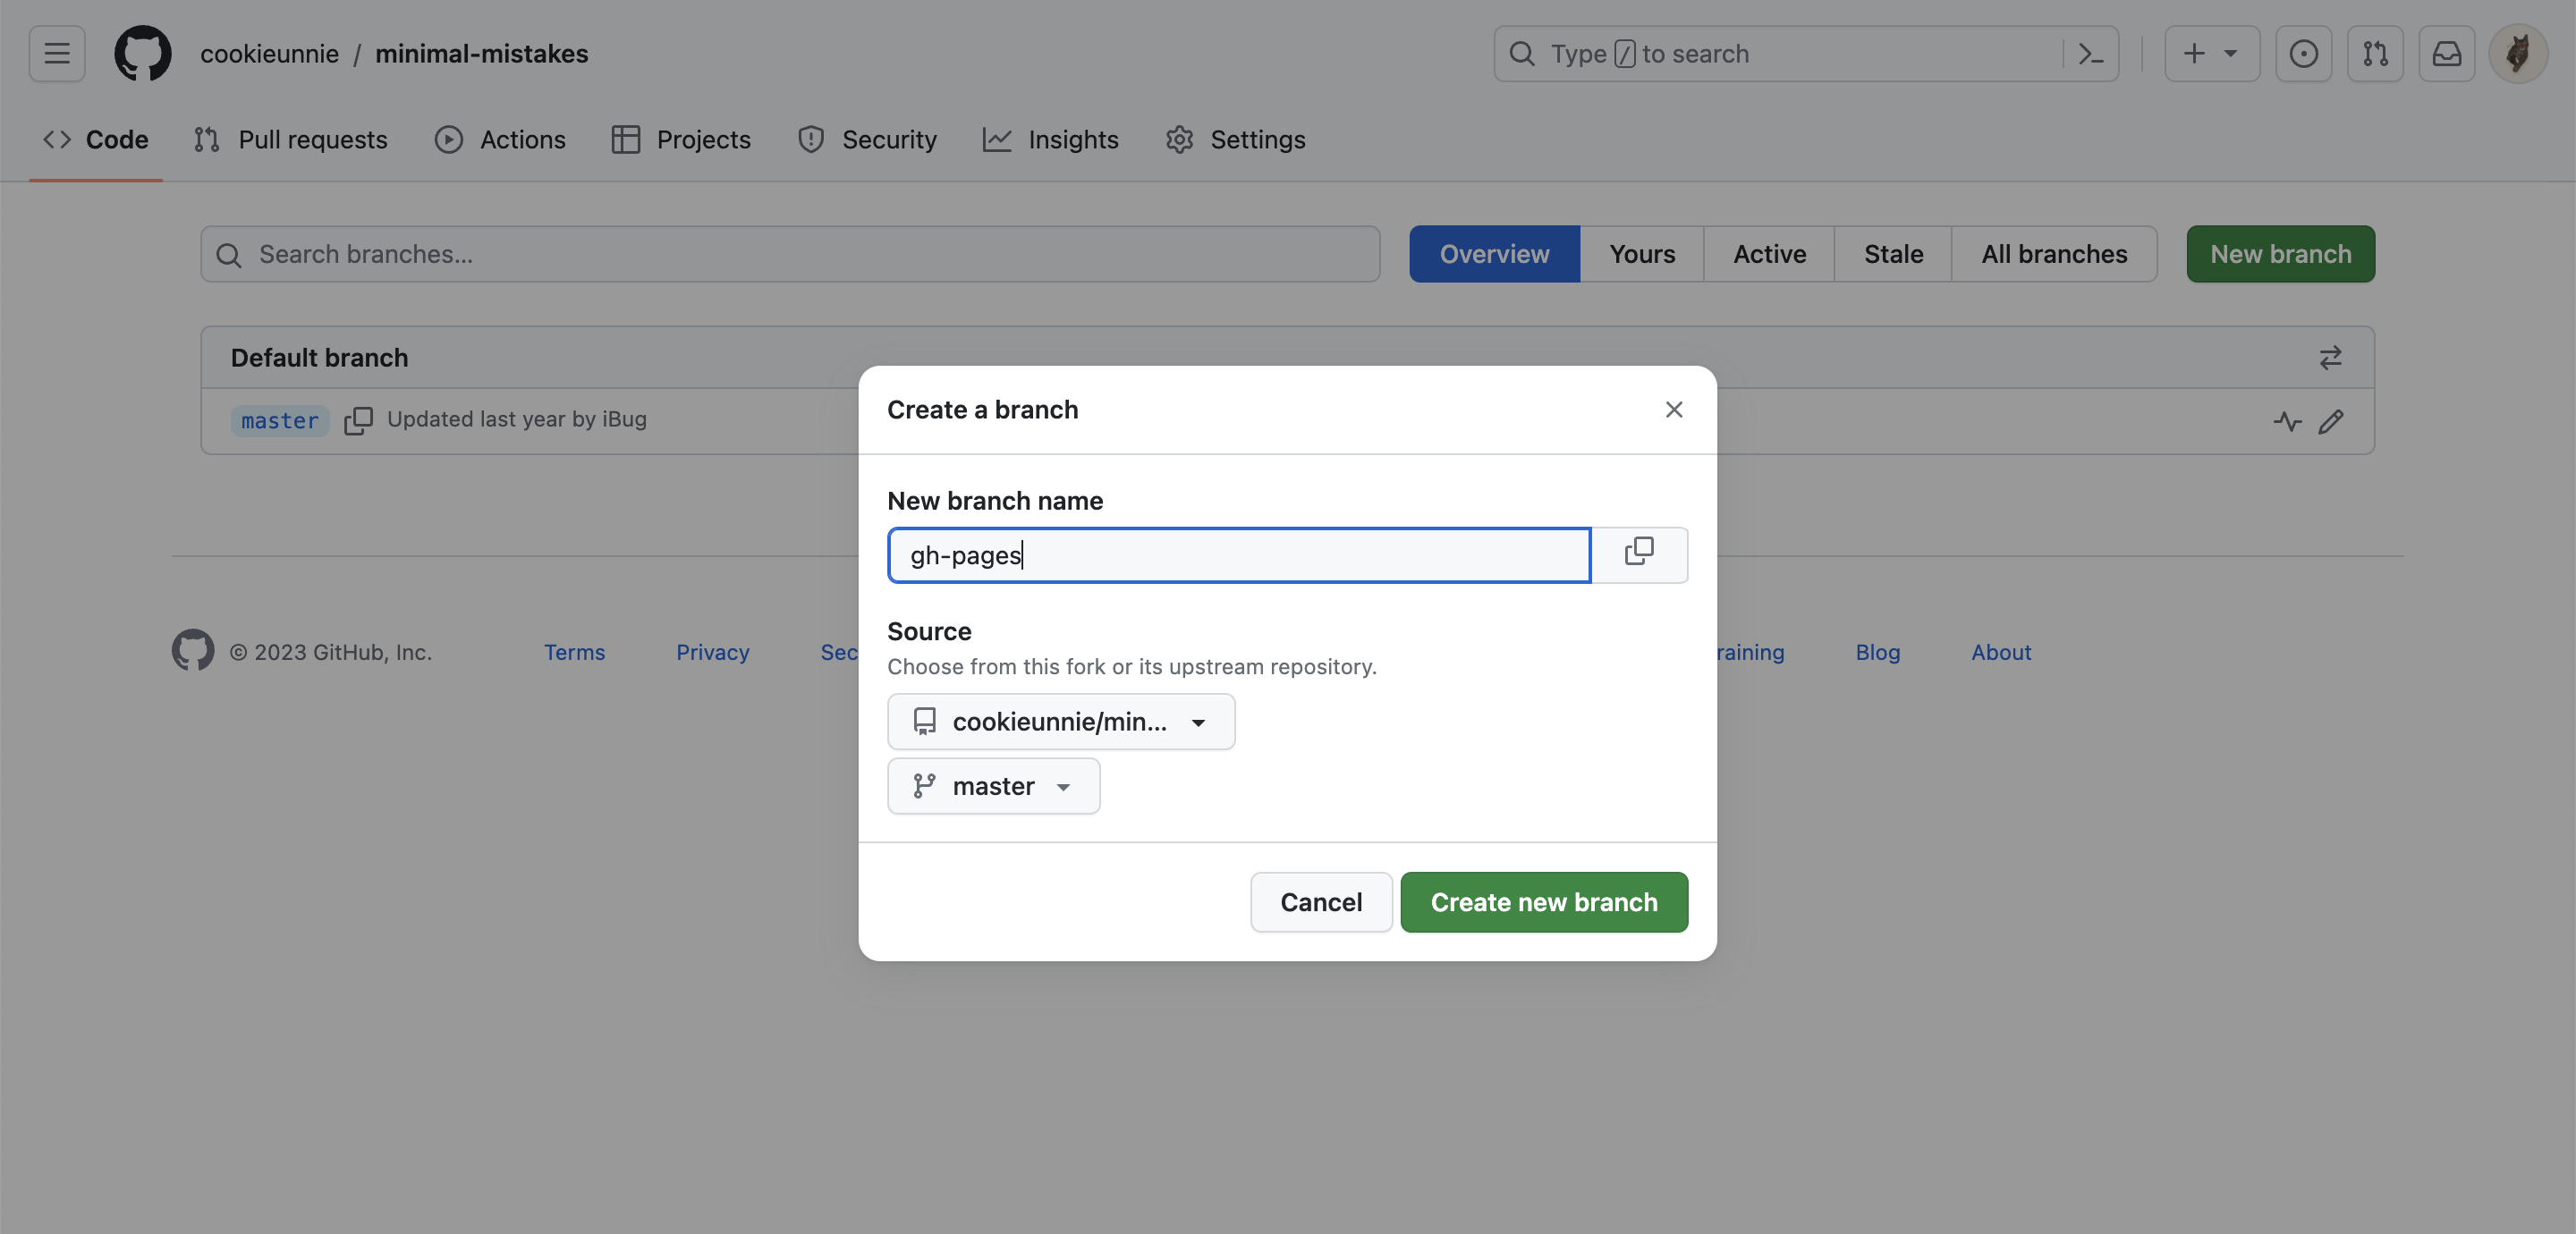 cookieunnie / minimal-mistakes
Type / to search
Code Pull requests Actions Projects Security Insights Settings
Search branches...
Overview Yours Active Stale All branches New branch
Default branch
master Updated last year by iBug
Create a branch
New branch name
gh-pages
Source
Choose from this fork or its upstream repository.
cookieunnie/min...
master
Cancel Create new branch
© 2023 GitHub, Inc. Terms Privacy Sec raining Blog About